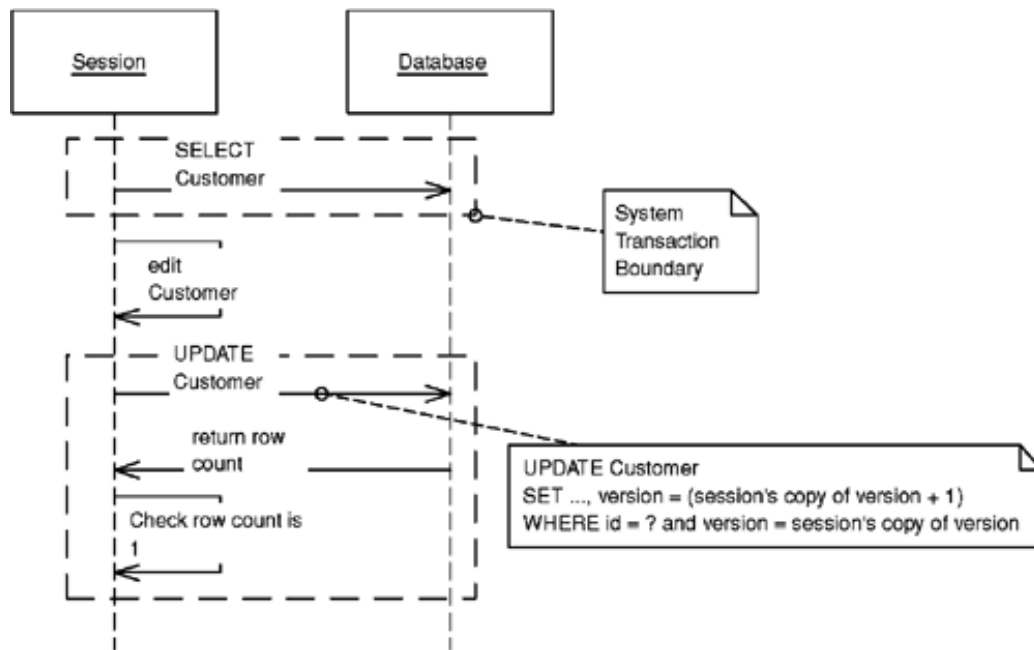 Session
Database
SELECT
Customer
System
Transaction
Boundary
edit
Customer
UPDATE
Customer
return row
count
UPDATE Customer
SET ..., version = (session's copy of version + 1)
WHERE id = ? and version = session's copy of version
Check row count is
1